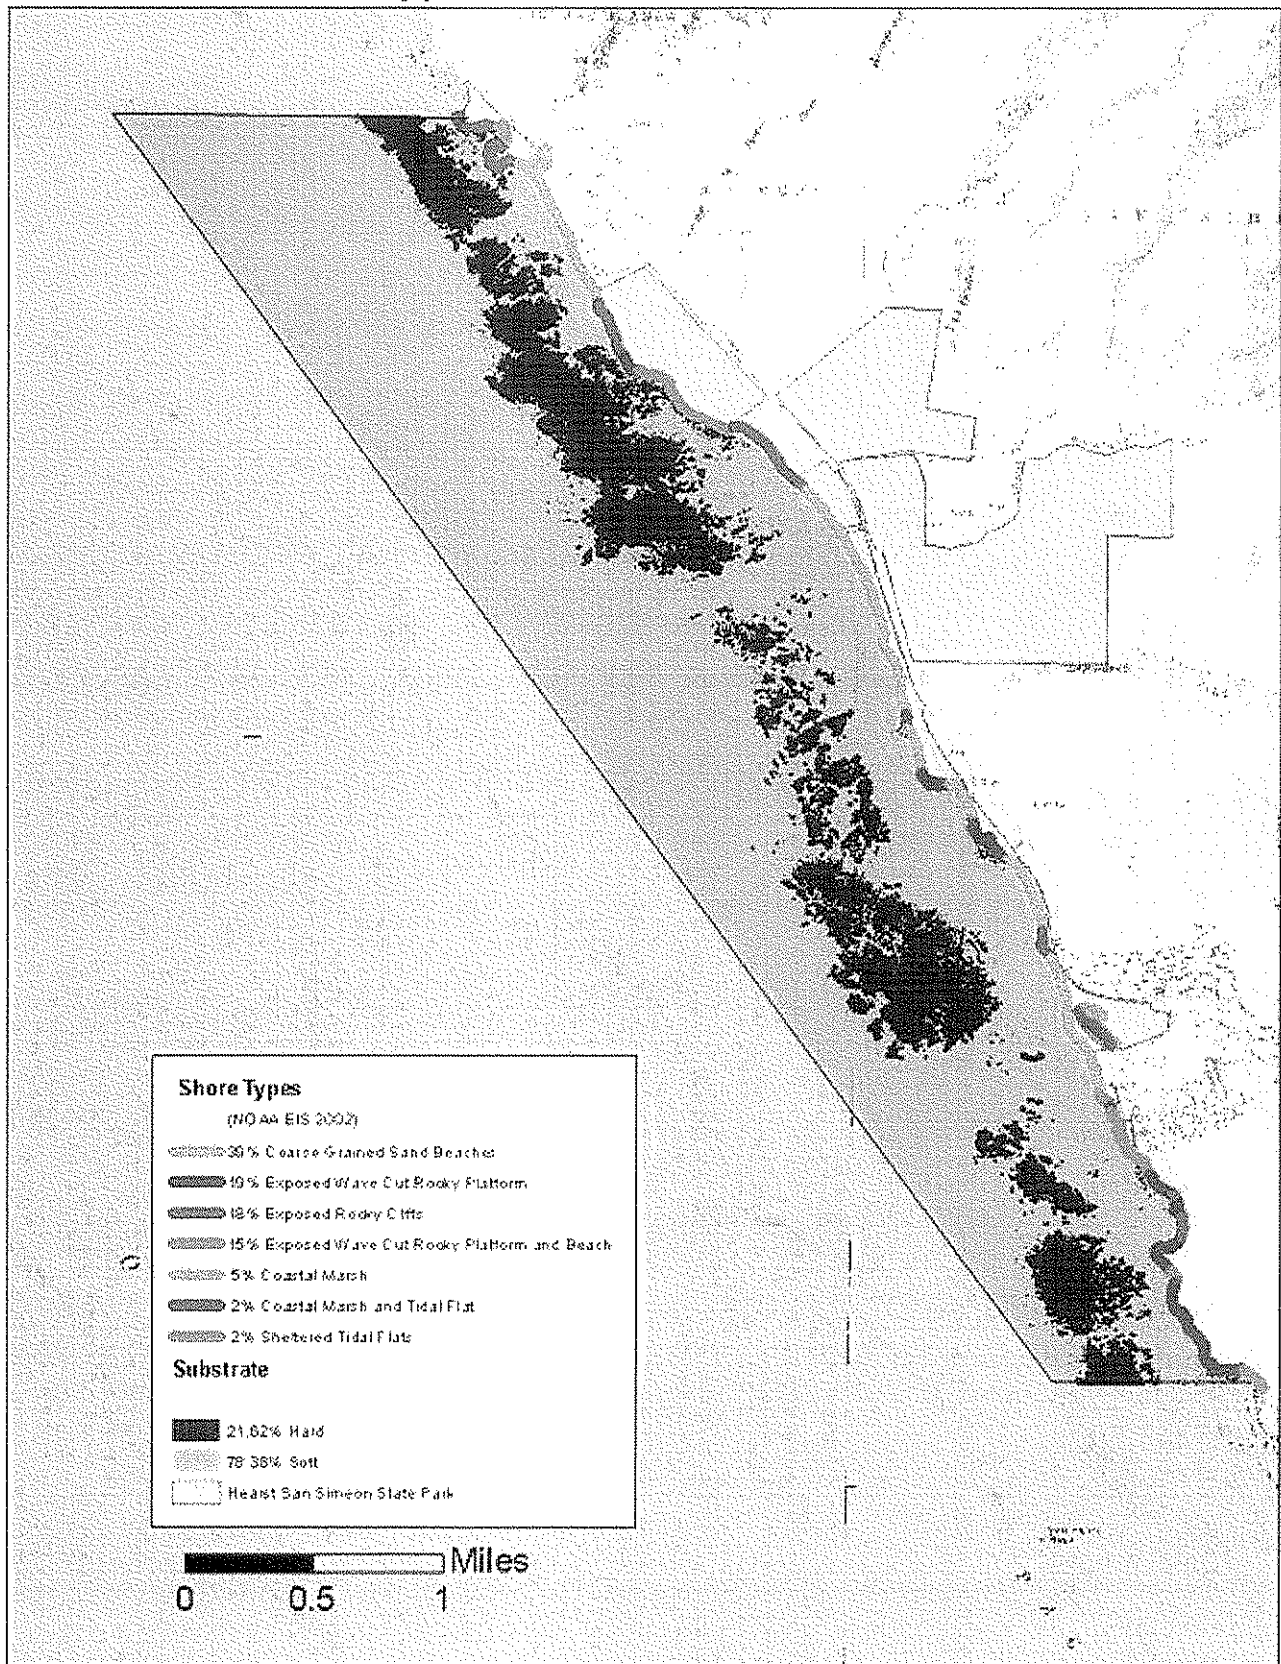 Shore Types
(NOAA EIS 2002)
39% Coarse Grained Sand Beaches
19% Exposed Wave Cut Rocky Platform
18% Exposed Rocky Cliffs
15% Exposed Wave Cut Rocky Platform and Beach
5% Coastal Marsh
2% Coastal Marsh and Tidal Flat
2% Sheltered Tidal Flats
Substrate
21.62% Hard
78.38% Soft
Hearst San Simeon State Park
Miles
0 0.5 1